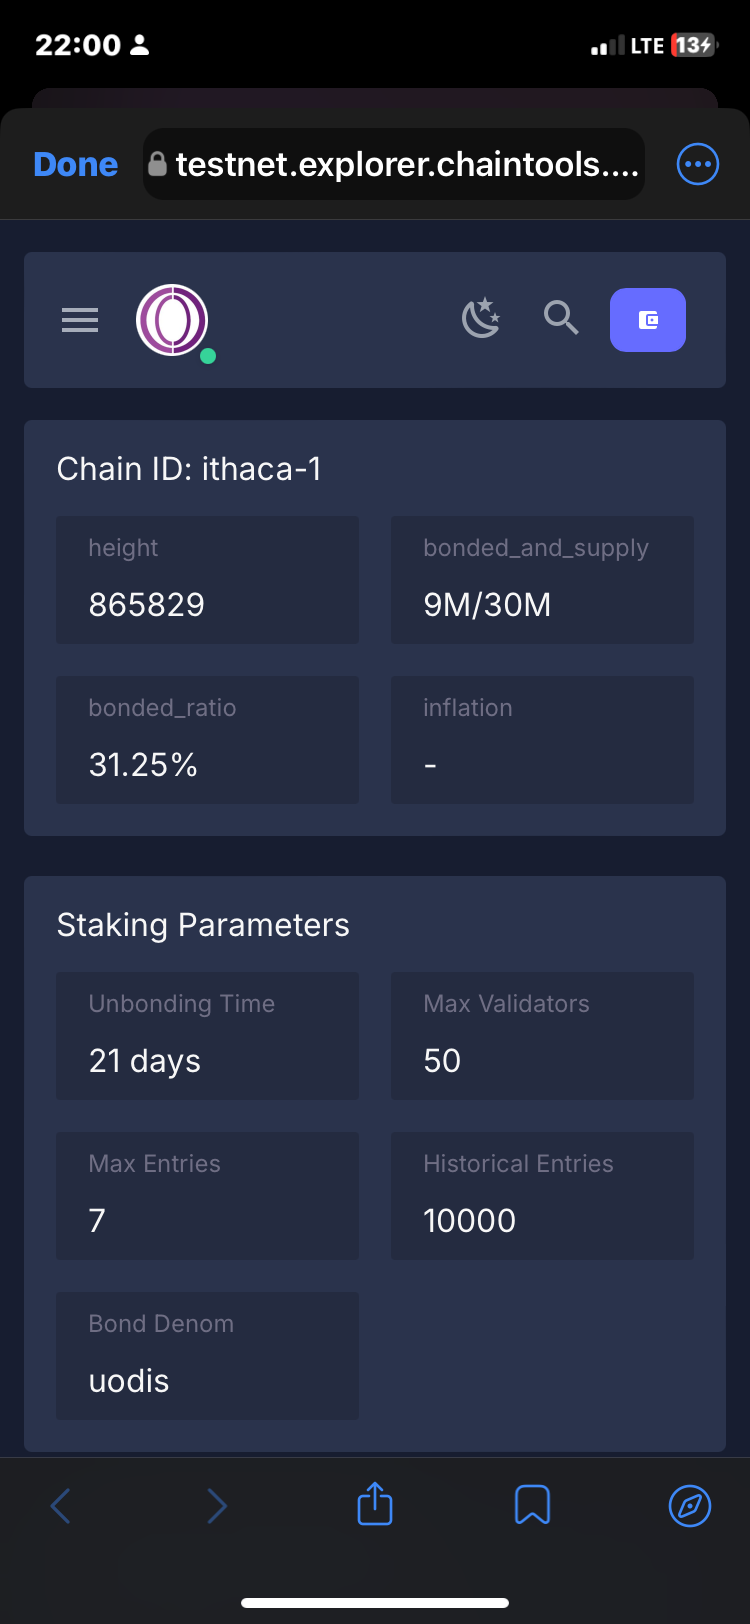 22:00
LTE 13
Done
testnet.explorer.chaintools....
Chain ID: ithaca-1
height
865829
bonded_and_supply
9M/30M
bonded_ratio
31.25%
inflation
-
Staking Parameters
Unbonding Time
21 days
Max Validators
50
Max Entries
7
Historical Entries
10000
Bond Denom
uodis